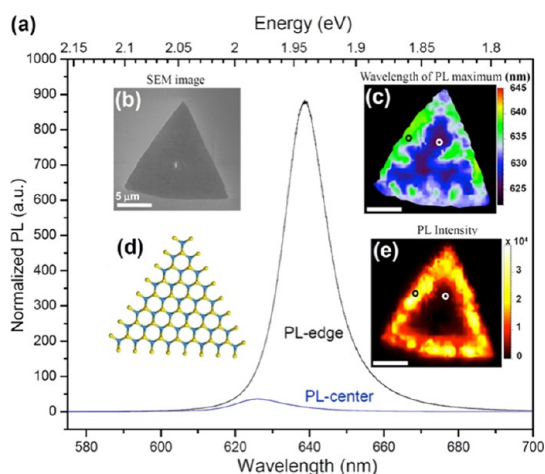 Energy (eV)
(a)
2.15 2.1 2.05 2 1.95 1.9 1.85 1.8
1000
900
800
700
600
500
400
300
200
100
0
Normalized PL (a.u.)
SEM image
(b)
5 μm
Wavelength of PL maximum (nm)
(c)
645
640
635
630
625
(d)
PL Intensity
(e)
x 10⁴
4
3
2
1
0
PL-edge
PL-center
580 600 620 640 660 680 700
Wavelength (nm)